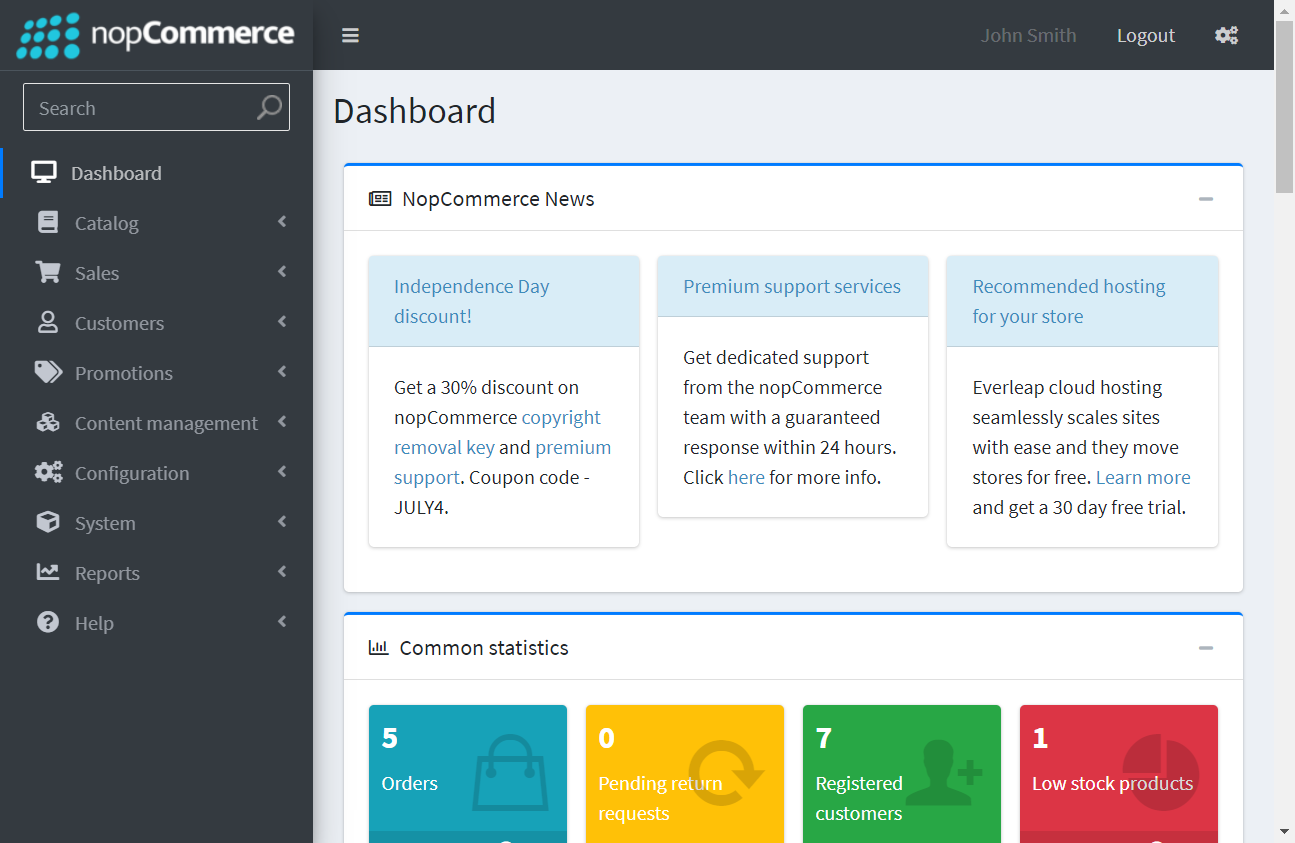 nopCommerce
John Smith
Logout
Search
Dashboard
Catalog
Sales
Customers
Promotions
Content management
Configuration
System
Reports
Help
Dashboard
NopCommerce News
Independence Day
discount!
Get a 30% discount on
nopCommerce copyright
removal key and premium
support. Coupon code -
JULY4.
Premium support services
Get dedicated support
from the nopCommerce
team with a guaranteed
response within 24 hours.
Click here for more info.
Recommended hosting
for your store
Everleap cloud hosting
seamlessly scales sites
with ease and they move
stores for free. Learn more
and get a 30 day free trial.
Common statistics
5
Orders
0
Pending return
requests
7
Registered
customers
1
Low stock products